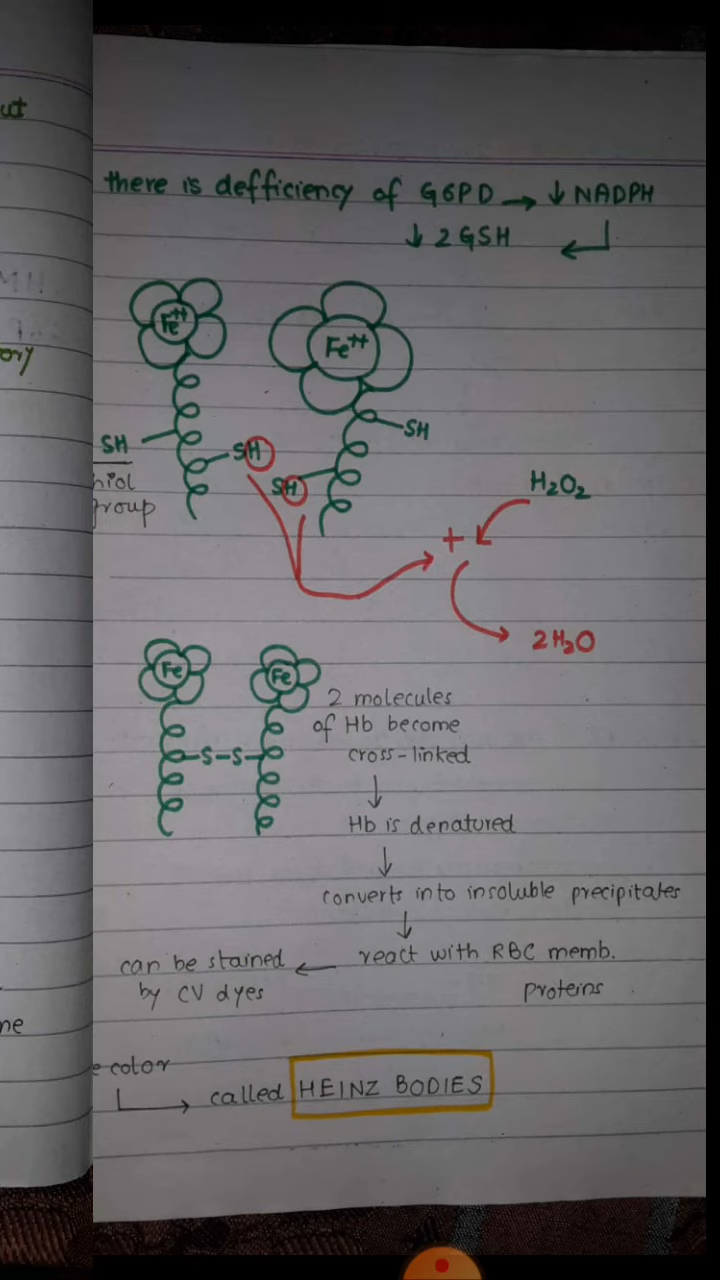 ut
there is defficiency of G6PD → ↓ NADPH
↓ 2 GSH ←
ory
Fe++
Fe++
SH
SH
SH
SH
group
H2O2
+
2H2O
Fe
Fe
S-S
2 molecules
of Hb become
cross-linked
↓
Hb is denatured
↓
converts into insoluble precipitates
↓
can be stained ← react with RBC memb.
by CV dyes proteins
ne
e color
→ called HEINZ BODIES